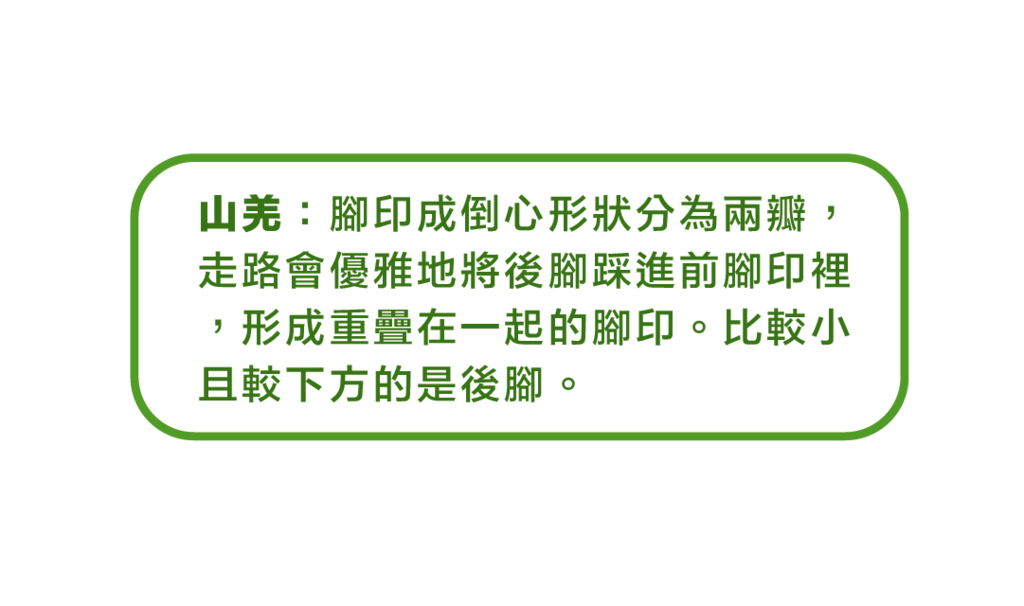 山羌：腳印成倒心形狀分為兩瓣，
走路會優雅地將後腳踩進前腳印裡
，形成重疊在一起的腳印。比較小
且較下方的是後腳。